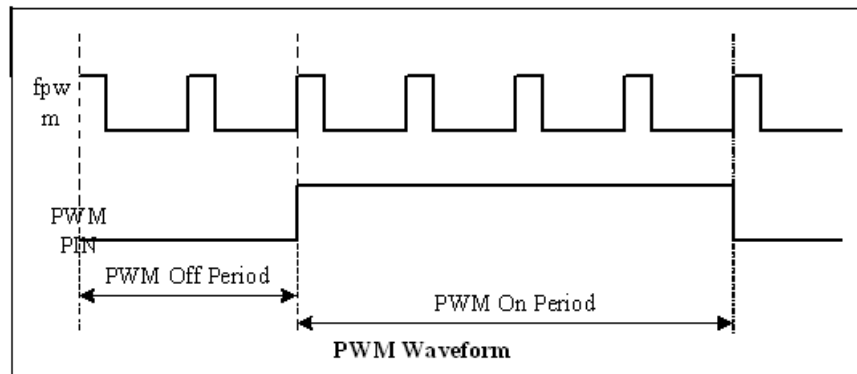 fpw
m
PWM
PIN
PWM Off Period
PWM On Period
PWM Waveform